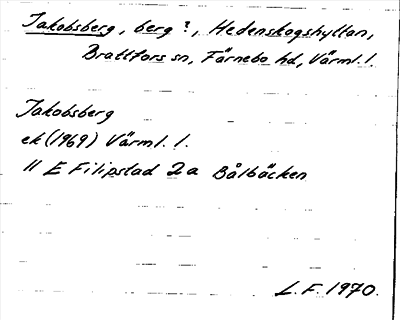 Jakobsberg, berg?, Hedenskogshyttan,
Brattfors sn, Färnebo hd, Värml. l.
Jakobsberg
ek (1969) Värml. l.
11 E Filipstad 2a Bålbäcken
L.F. 1970.